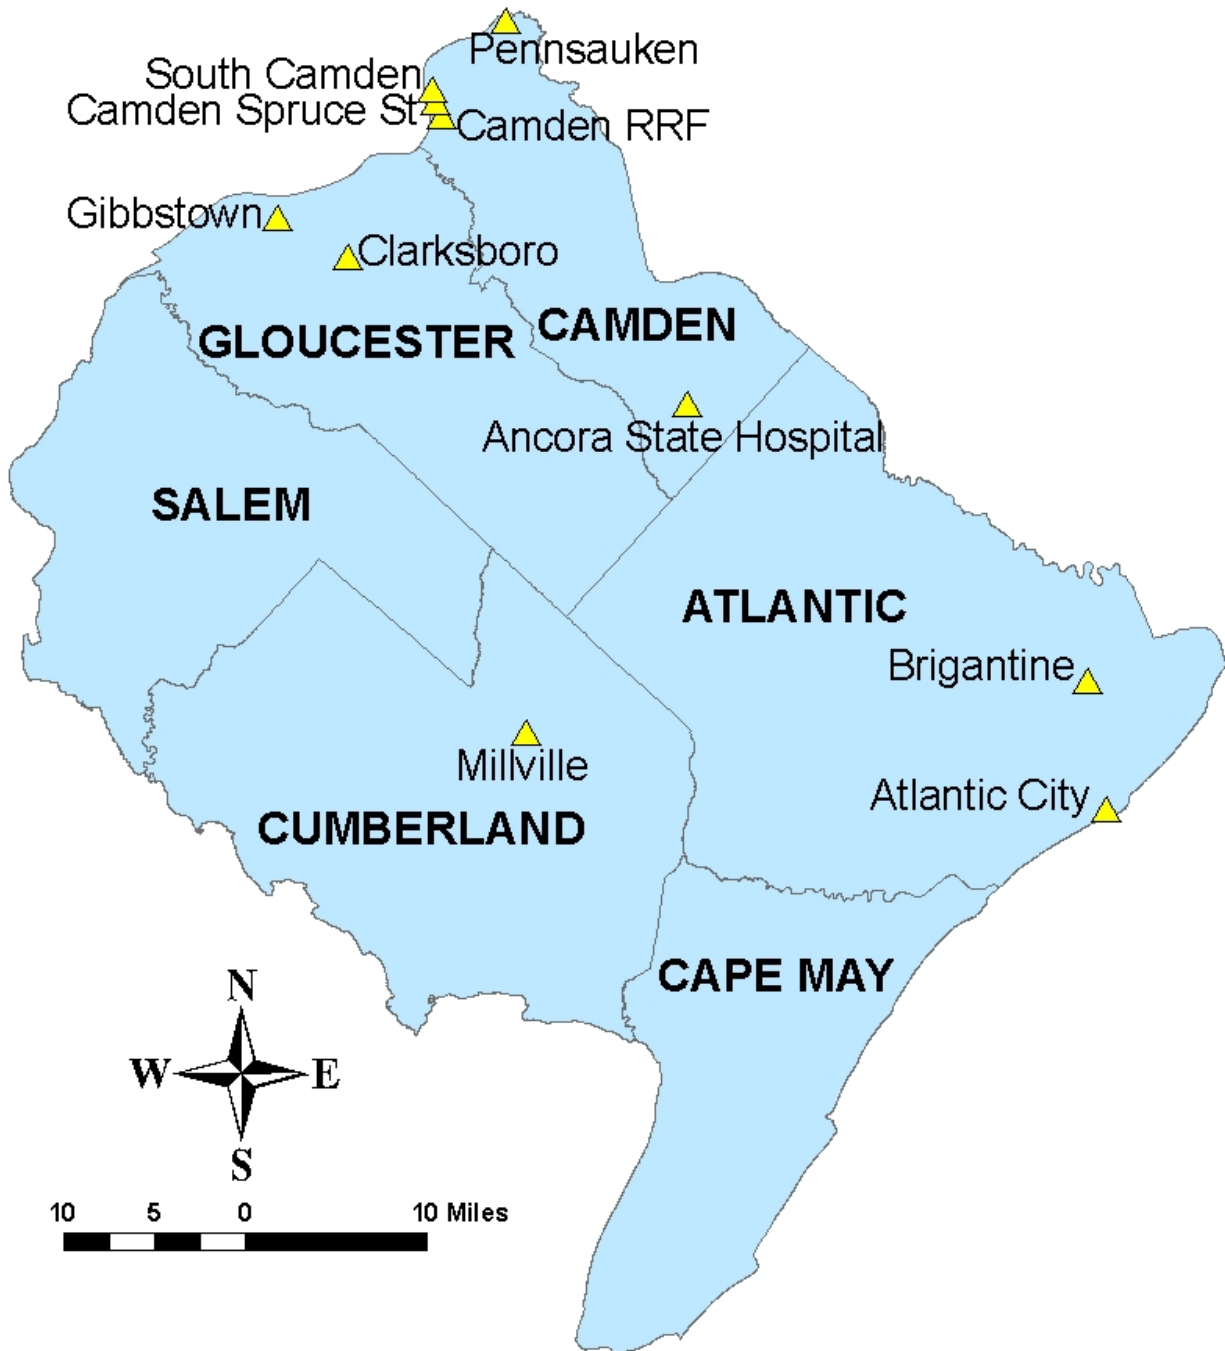 Pennsauken
South Camden
Camden Spruce St
Camden RRF
Gibbstown
Clarksboro
CAMDEN
GLOUCESTER
Ancora State Hospital
SALEM
ATLANTIC
Brigantine
Millville
Atlantic City
CUMBERLAND
CAPE MAY
N
W E
S
10 5 0 10 Miles